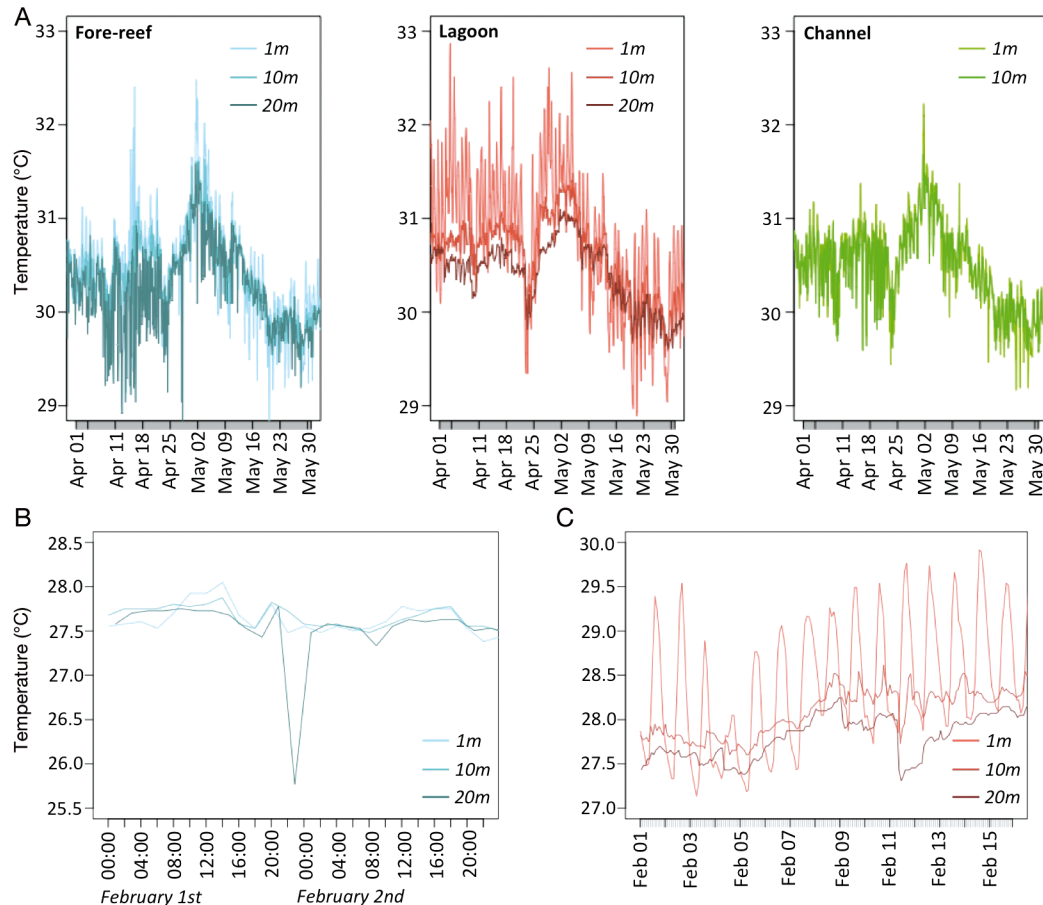 A
Fore-reef
1m
10m
20m
Lagoon
1m
10m
20m
Channel
1m
10m
Temperature (°C)
33
32
31
30
29
33
32
31
30
29
33
32
31
30
29
Apr 01
Apr 11
Apr 18
Apr 25
May 02
May 09
May 16
May 23
May 30
Apr 01
Apr 11
Apr 18
Apr 25
May 02
May 09
May 16
May 23
May 30
Apr 01
Apr 11
Apr 18
Apr 25
May 02
May 09
May 16
May 23
May 30
B
Temperature (°C)
28.5
28.0
27.5
27.0
26.5
26.0
25.5
1m
10m
20m
00:00
04:00
08:00
12:00
16:00
20:00
00:00
04:00
08:00
12:00
16:00
20:00
February 1st
February 2nd
C
30.0
29.5
29.0
28.5
28.0
27.5
27.0
1m
10m
20m
Feb 01
Feb 03
Feb 05
Feb 07
Feb 09
Feb 11
Feb 13
Feb 15